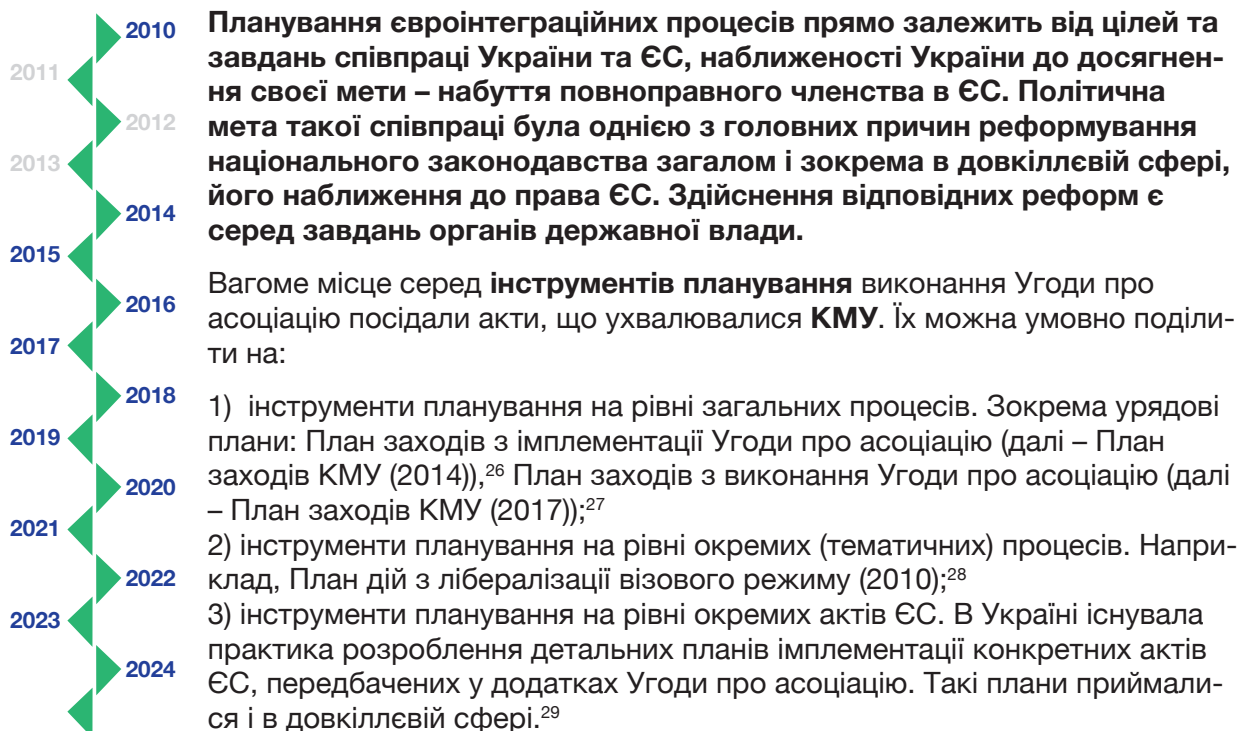 2010
2011
2012
2013
2014
2015
2016
2017
2018
2019
2020
2021
2022
2023
2024
Планування євроінтеграційних процесів прямо залежить від цілей та
завдань співпраці України та ЄС, наближеності України до досягнен-
ня своєї мети – набуття повноправного членства в ЄС. Політична
мета такої співпраці була однією з головних причин реформування
національного законодавства загалом і зокрема в довкіллєвій сфері,
його наближення до права ЄС. Здійснення відповідних реформ є
серед завдань органів державної влади.
Вагоме місце серед інструментів планування виконання Угоди про
асоціацію посідали акти, що ухвалювалися КМУ. Їх можна умовно поділи-
ти на:
1) інструменти планування на рівні загальних процесів. Зокрема урядові
плани: План заходів з імплементації Угоди про асоціацію (далі – План
заходів КМУ (2014)),26 План заходів з виконання Угоди про асоціацію (далі
– План заходів КМУ (2017));27
2) інструменти планування на рівні окремих (тематичних) процесів. Напри-
клад, План дій з лібералізації візового режиму (2010);28
3) інструменти планування на рівні окремих актів ЄС. В Україні існувала
практика розроблення детальних планів імплементації конкретних актів
ЄС, передбачених у додатках Угоди про асоціацію. Такі плани приймали-
ся і в довкіллєвій сфері.29